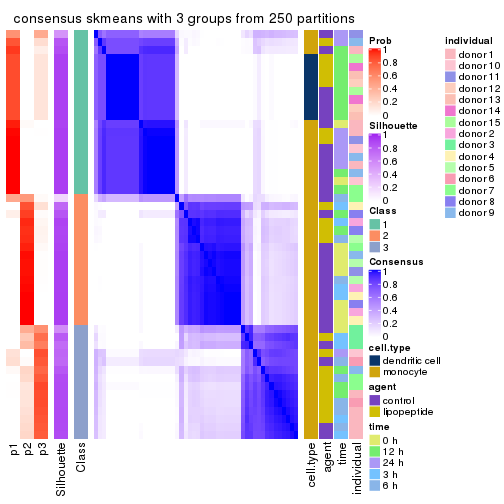 consensus skmeans with 3 groups from 250 partitions
Prob
1
0.8
0.6
0.4
0.2
0
Silhouette
1
0.8
0.6
0.4
0.2
0
Class
1
2
3
Consensus
1
0.8
0.6
0.4
0.2
0
cell.type
dendritic cell
monocyte
agent
control
lipopeptide
time
0 h
12 h
24 h
3 h
6 h
individual
donor 1
donor 10
donor 11
donor 12
donor 13
donor 14
donor 15
donor 2
donor 3
donor 4
donor 5
donor 6
donor 7
donor 8
donor 9
p1
p2
p3
Silhouette
Class
cell.type
agent
time
individual